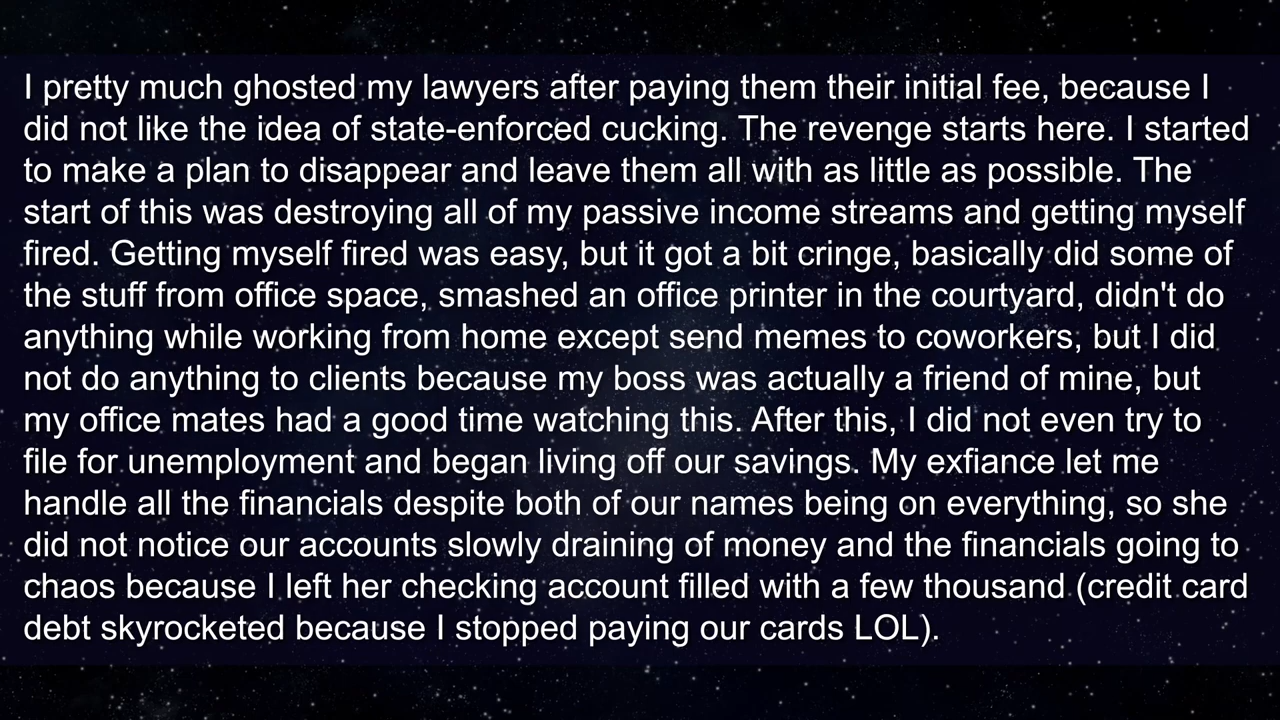 I pretty much ghosted my lawyers after paying them their initial fee, because I
did not like the idea of state-enforced cucking. The revenge starts here. I started
to make a plan to disappear and leave them all with as little as possible. The
start of this was destroying all of my passive income streams and getting myself
fired. Getting myself fired was easy, but it got a bit cringe, basically did some of
the stuff from office space, smashed an office printer in the courtyard, didn't do
anything while working from home except send memes to coworkers, but I did
not do anything to clients because my boss was actually a friend of mine, but
my office mates had a good time watching this. After this, I did not even try to
file for unemployment and began living off our savings. My exfiance let me
handle all the financials despite both of our names being on everything, so she
did not notice our accounts slowly draining of money and the financials going to
chaos because I left her checking account filled with a few thousand (credit card
debt skyrocketed because I stopped paying our cards LOL).